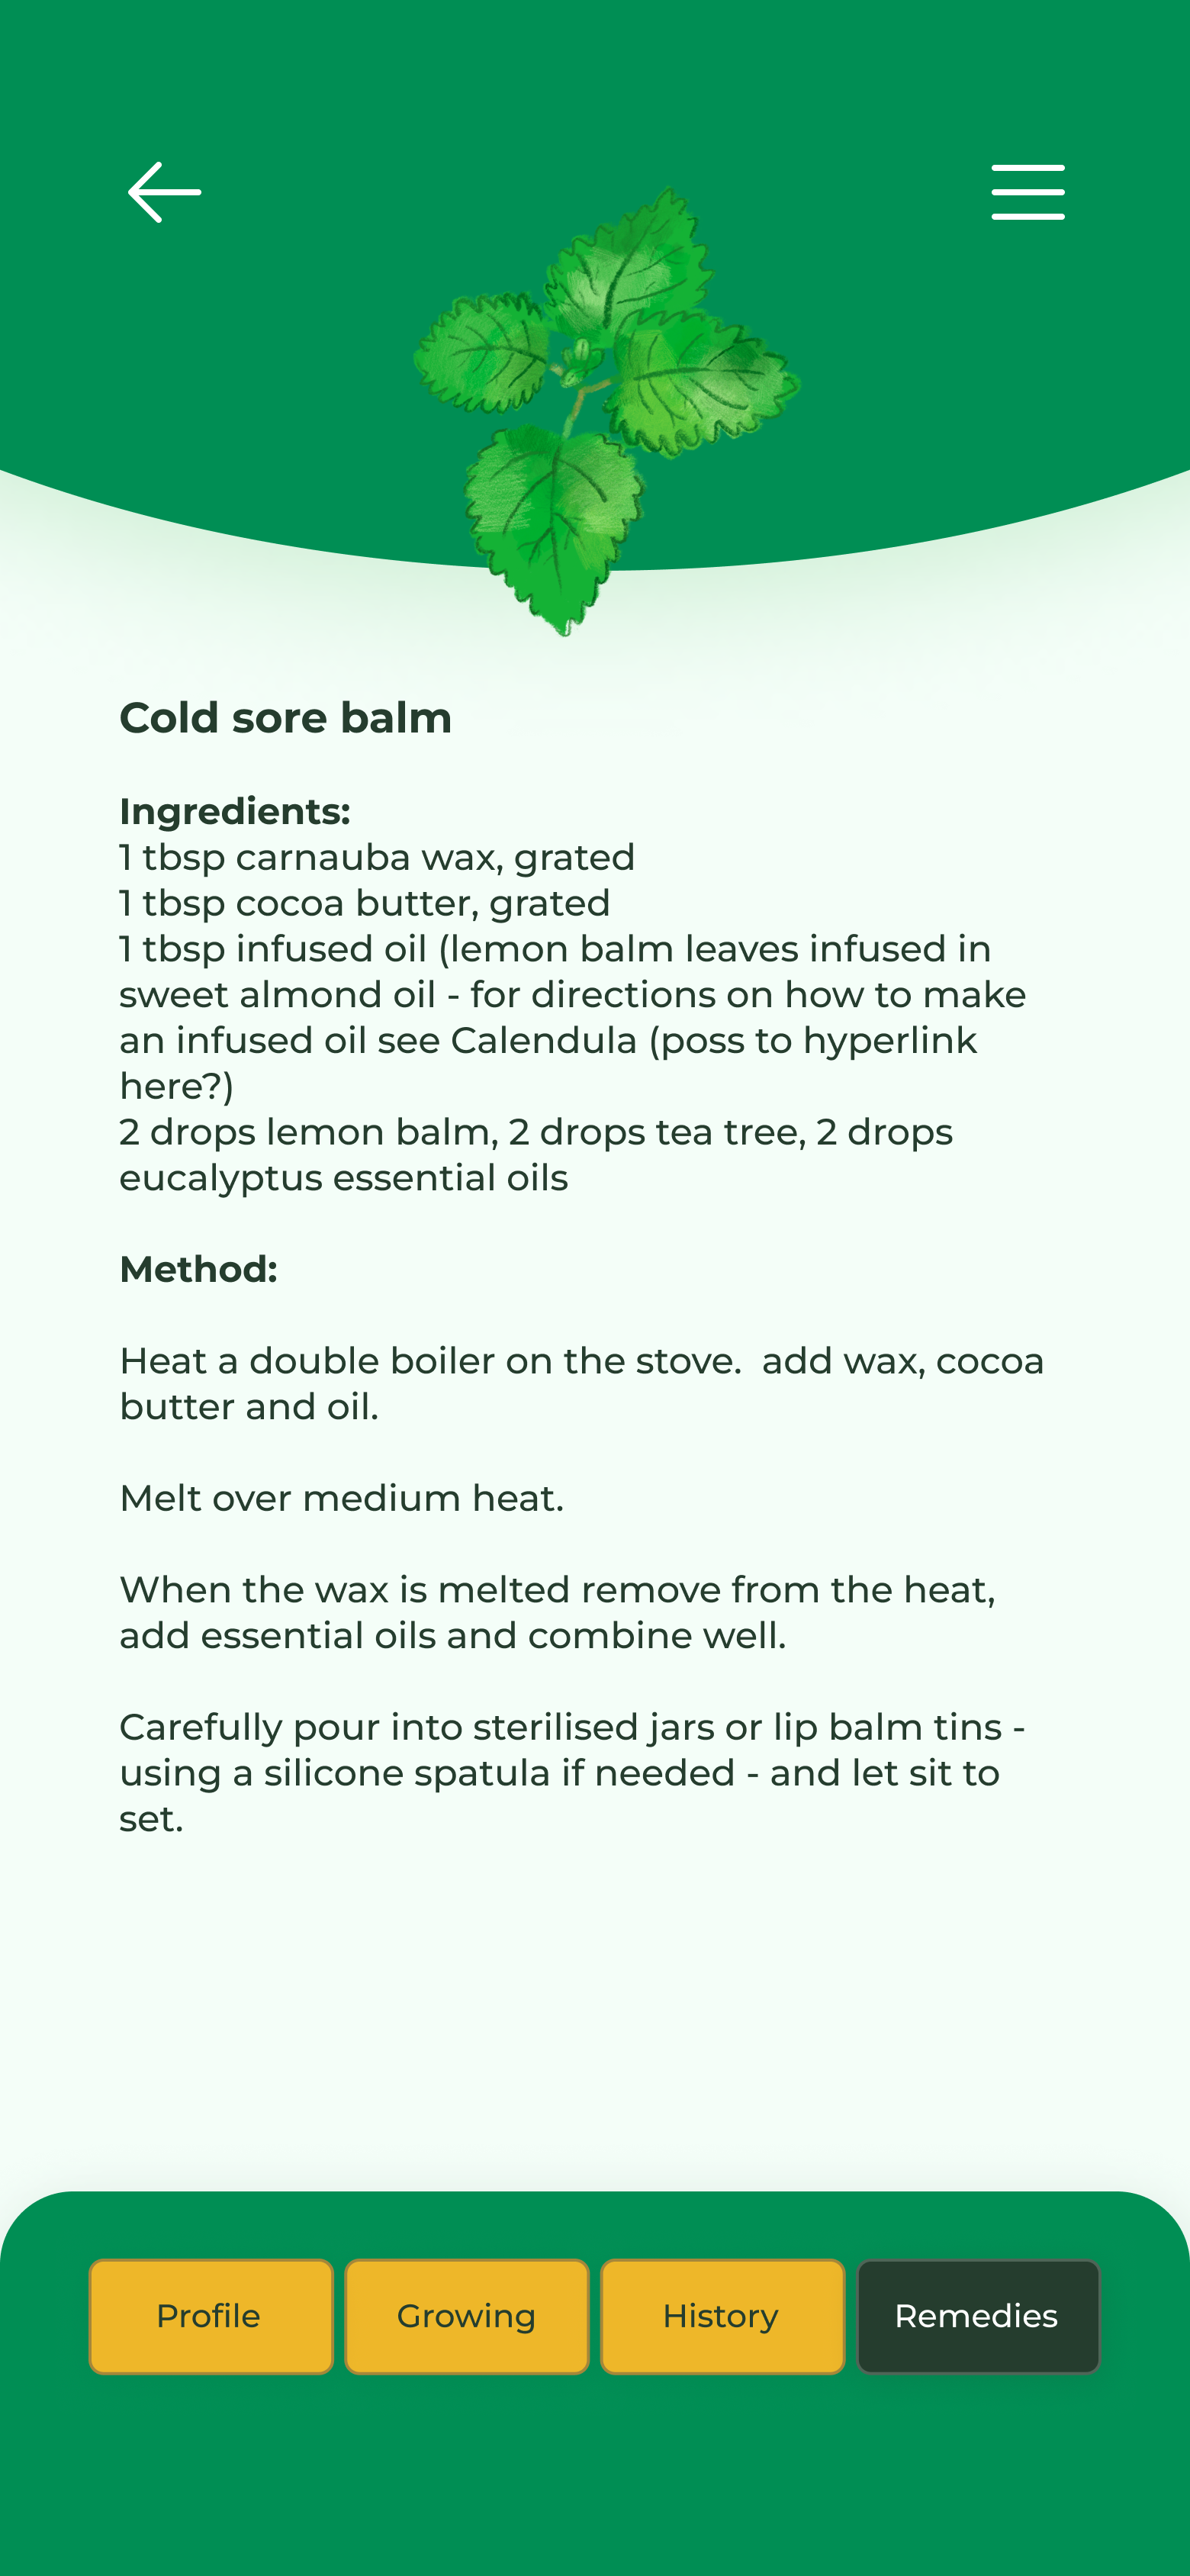 Cold sore balm
Ingredients:
1 tbsp carnauba wax, grated
1 tbsp cocoa butter, grated
1 tbsp infused oil (lemon balm leaves infused in
sweet almond oil - for directions on how to make
an infused oil see Calendula (poss to hyperlink
here?)
2 drops lemon balm, 2 drops tea tree, 2 drops
eucalyptus essential oils
Method:
Heat a double boiler on the stove.  add wax, cocoa
butter and oil.
Melt over medium heat.
When the wax is melted remove from the heat,
add essential oils and combine well.
Carefully pour into sterilised jars or lip balm tins -
using a silicone spatula if needed - and let sit to
set.
Profile
Growing
History
Remedies